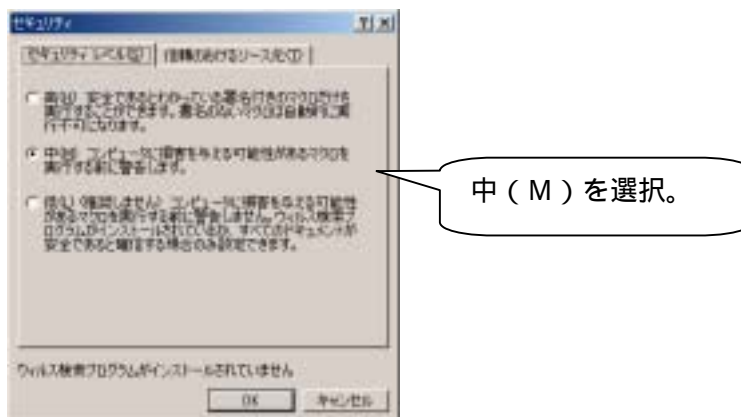 セキュリティ
セキュリティ レベル(S)
信頼のおけるソース元(T)
高(H) 安全であるとわかっている署名付きのマクロだけを
実行することができます。署名のないマクロは自動的に実
行不可になります。
中(M) コンピュータに損害を与える可能性があるマクロを
実行する前に警告します。
中(M)を選択。
低(L) (推奨しません) コンピュータに損害を与える可能性
があるマクロを実行する前に警告しません。ウィルス検索プ
ログラムがインストールされているか、すべてのドキュメントが
安全であると確信する場合のみ設定できます。
ウィルス検索プログラムがインストールされていません
OK
キャンセル